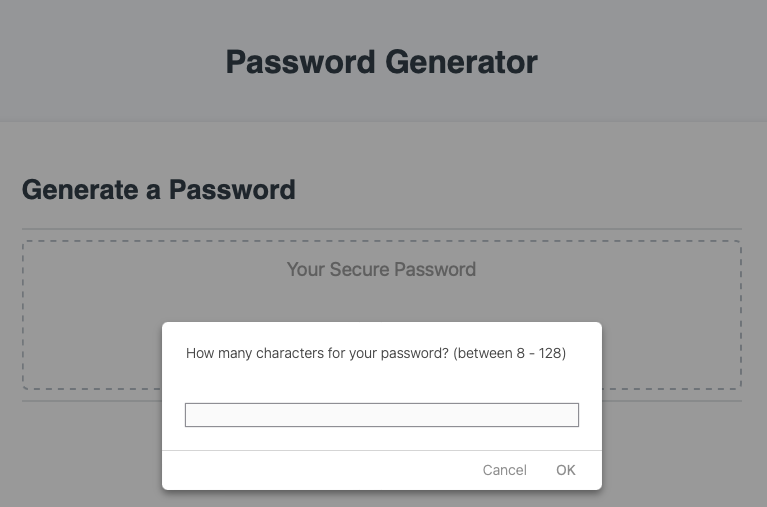 Password Generator
Generate a Password
Your Secure Password
How many characters for your password? (between 8 - 128)
Cancel OK